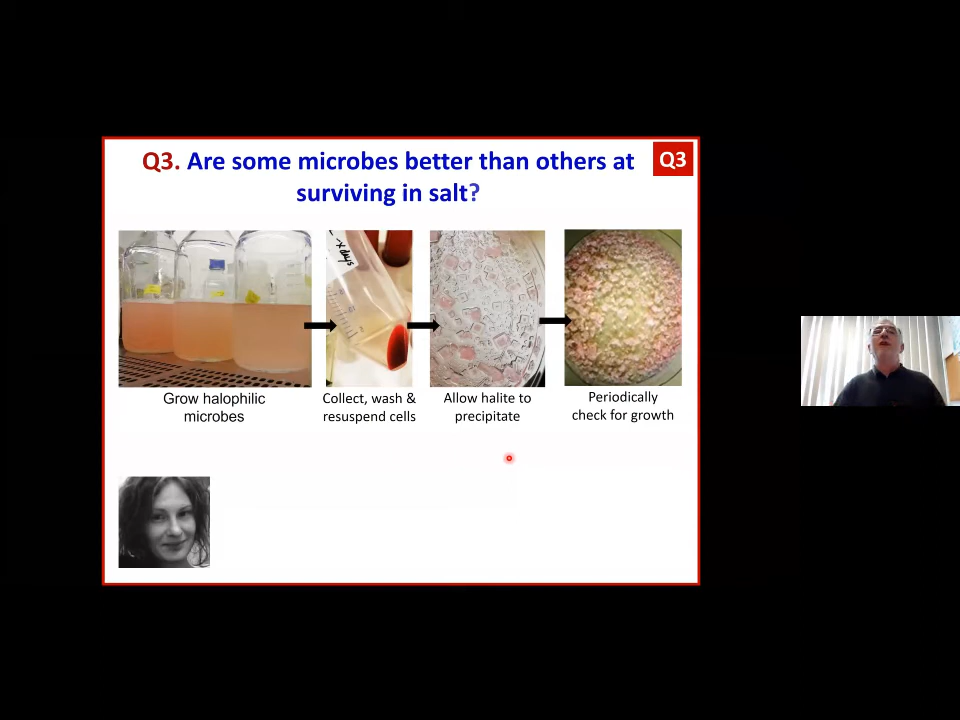 Q3. Are some microbes better than others at
surviving in salt?
Q3
- x days
Grow halophilic
microbes
Collect, wash &
resuspend cells
Allow halite to
precipitate
Periodically
check for growth